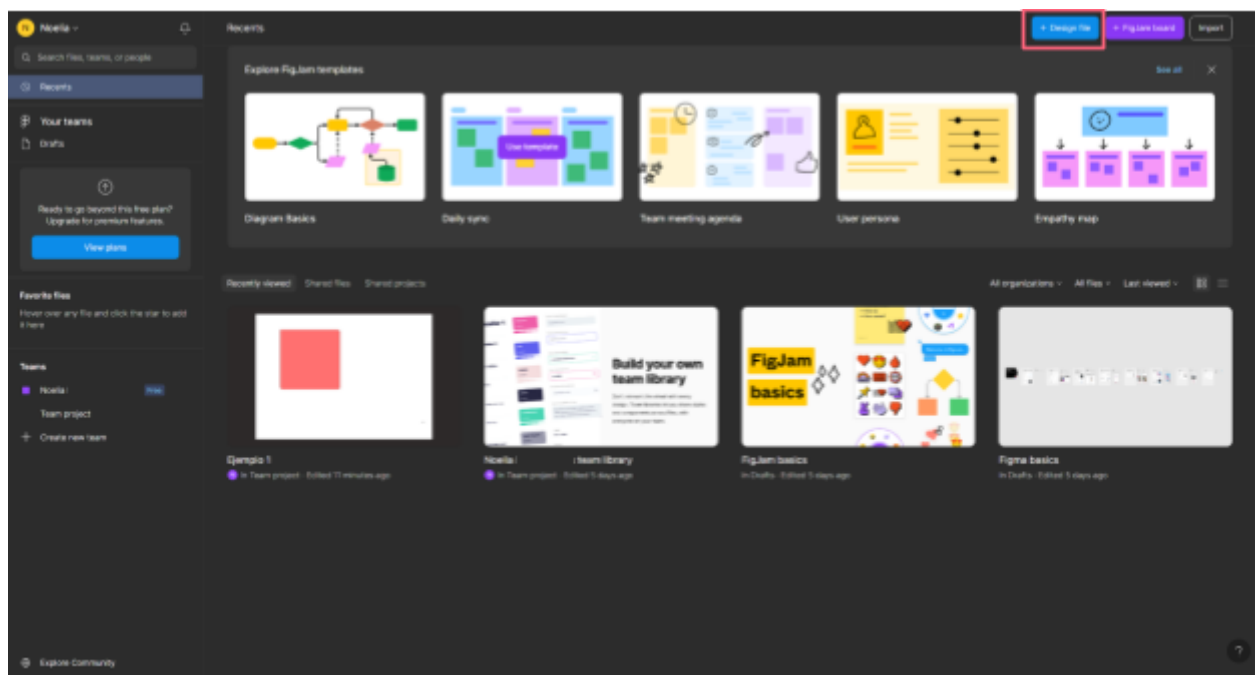 N Noelia
Search files, teams, or people
Recents
Your teams
Drafts
Ready to go beyond this free plan?
Upgrade for premium features.
View plans
Favorite files
Hover over any file and click the star to add
it here
Teams
Noelia
Free
Team project
+ Create new team
Explore Community
Recents
+ Design file
+ FigJam board
Import
Explore FigJam templates
See all
Use template
Diagram Basics
Daily sync
Team meeting agenda
User persona
Empathy map
Recently viewed
Shared files
Shared projects
All organizations
All files
Last viewed
Build your own
team library
FigJam
basics
Ejemplo 1
In Team project · Edited 11 minutes ago
Noelia
team library
In Team project · Edited 5 days ago
FigJam basics
In Drafts · Edited 5 days ago
Figma basics
In Drafts · Edited 5 days ago
?